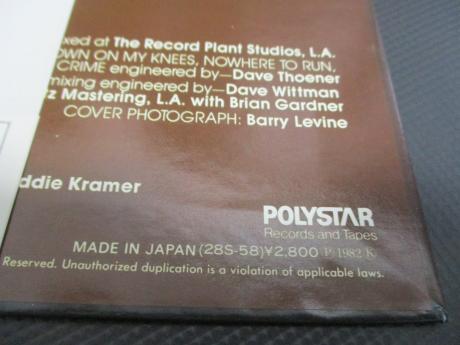 xed at The Record Plant Studios, L.A.
OWN ON MY KNEES, NOWHERE TO RUN,
CRIME engineered by—Dave Thoener
mixing engineered by—Dave Wittman
tz Mastering, L.A. with Brian Gardner
COVER PHOTOGRAPH: Barry Levine
ddie Kramer
POLYSTAR
Records and Tapes
MADE IN JAPAN (28S-58) ¥2,800 P 1982 K
Reserved. Unauthorized duplication is a violation of applicable laws.